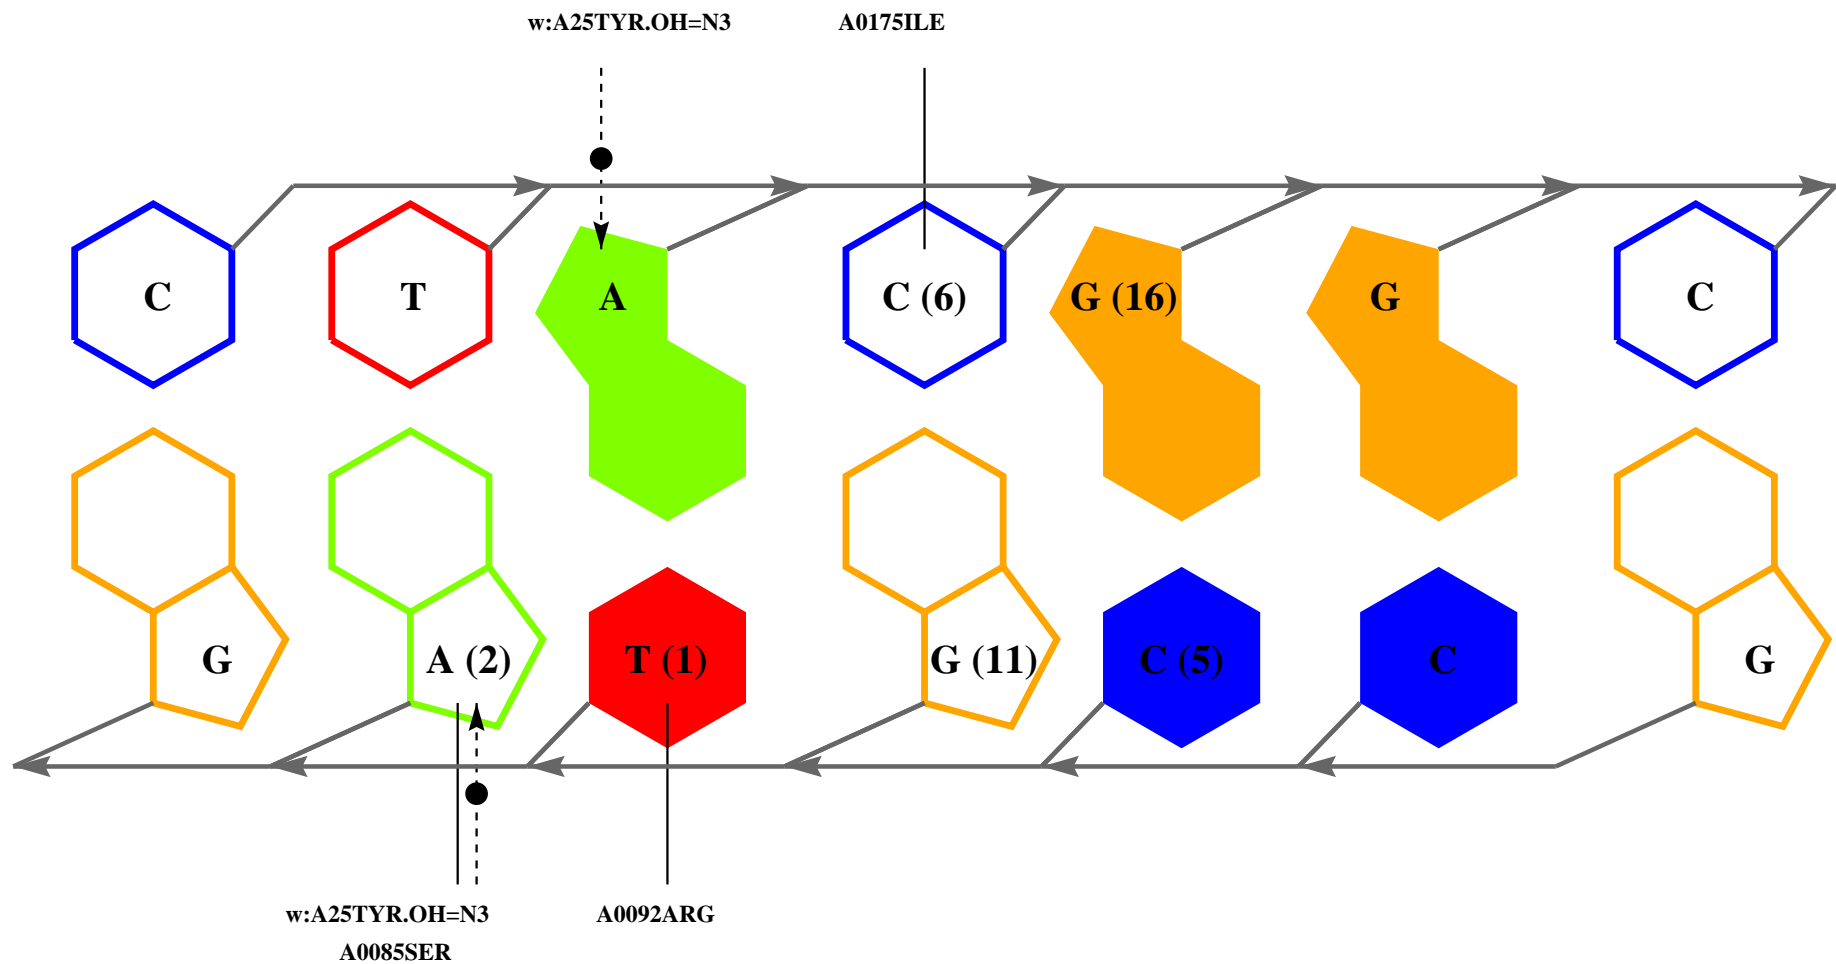 w:A25TYR.OH=N3 A0175ILE
C T A C (6) G (16) G C
G A (2) T (1) G (11) C (5) C G
w:A25TYR.OH=N3 A0092ARG
A0085SER